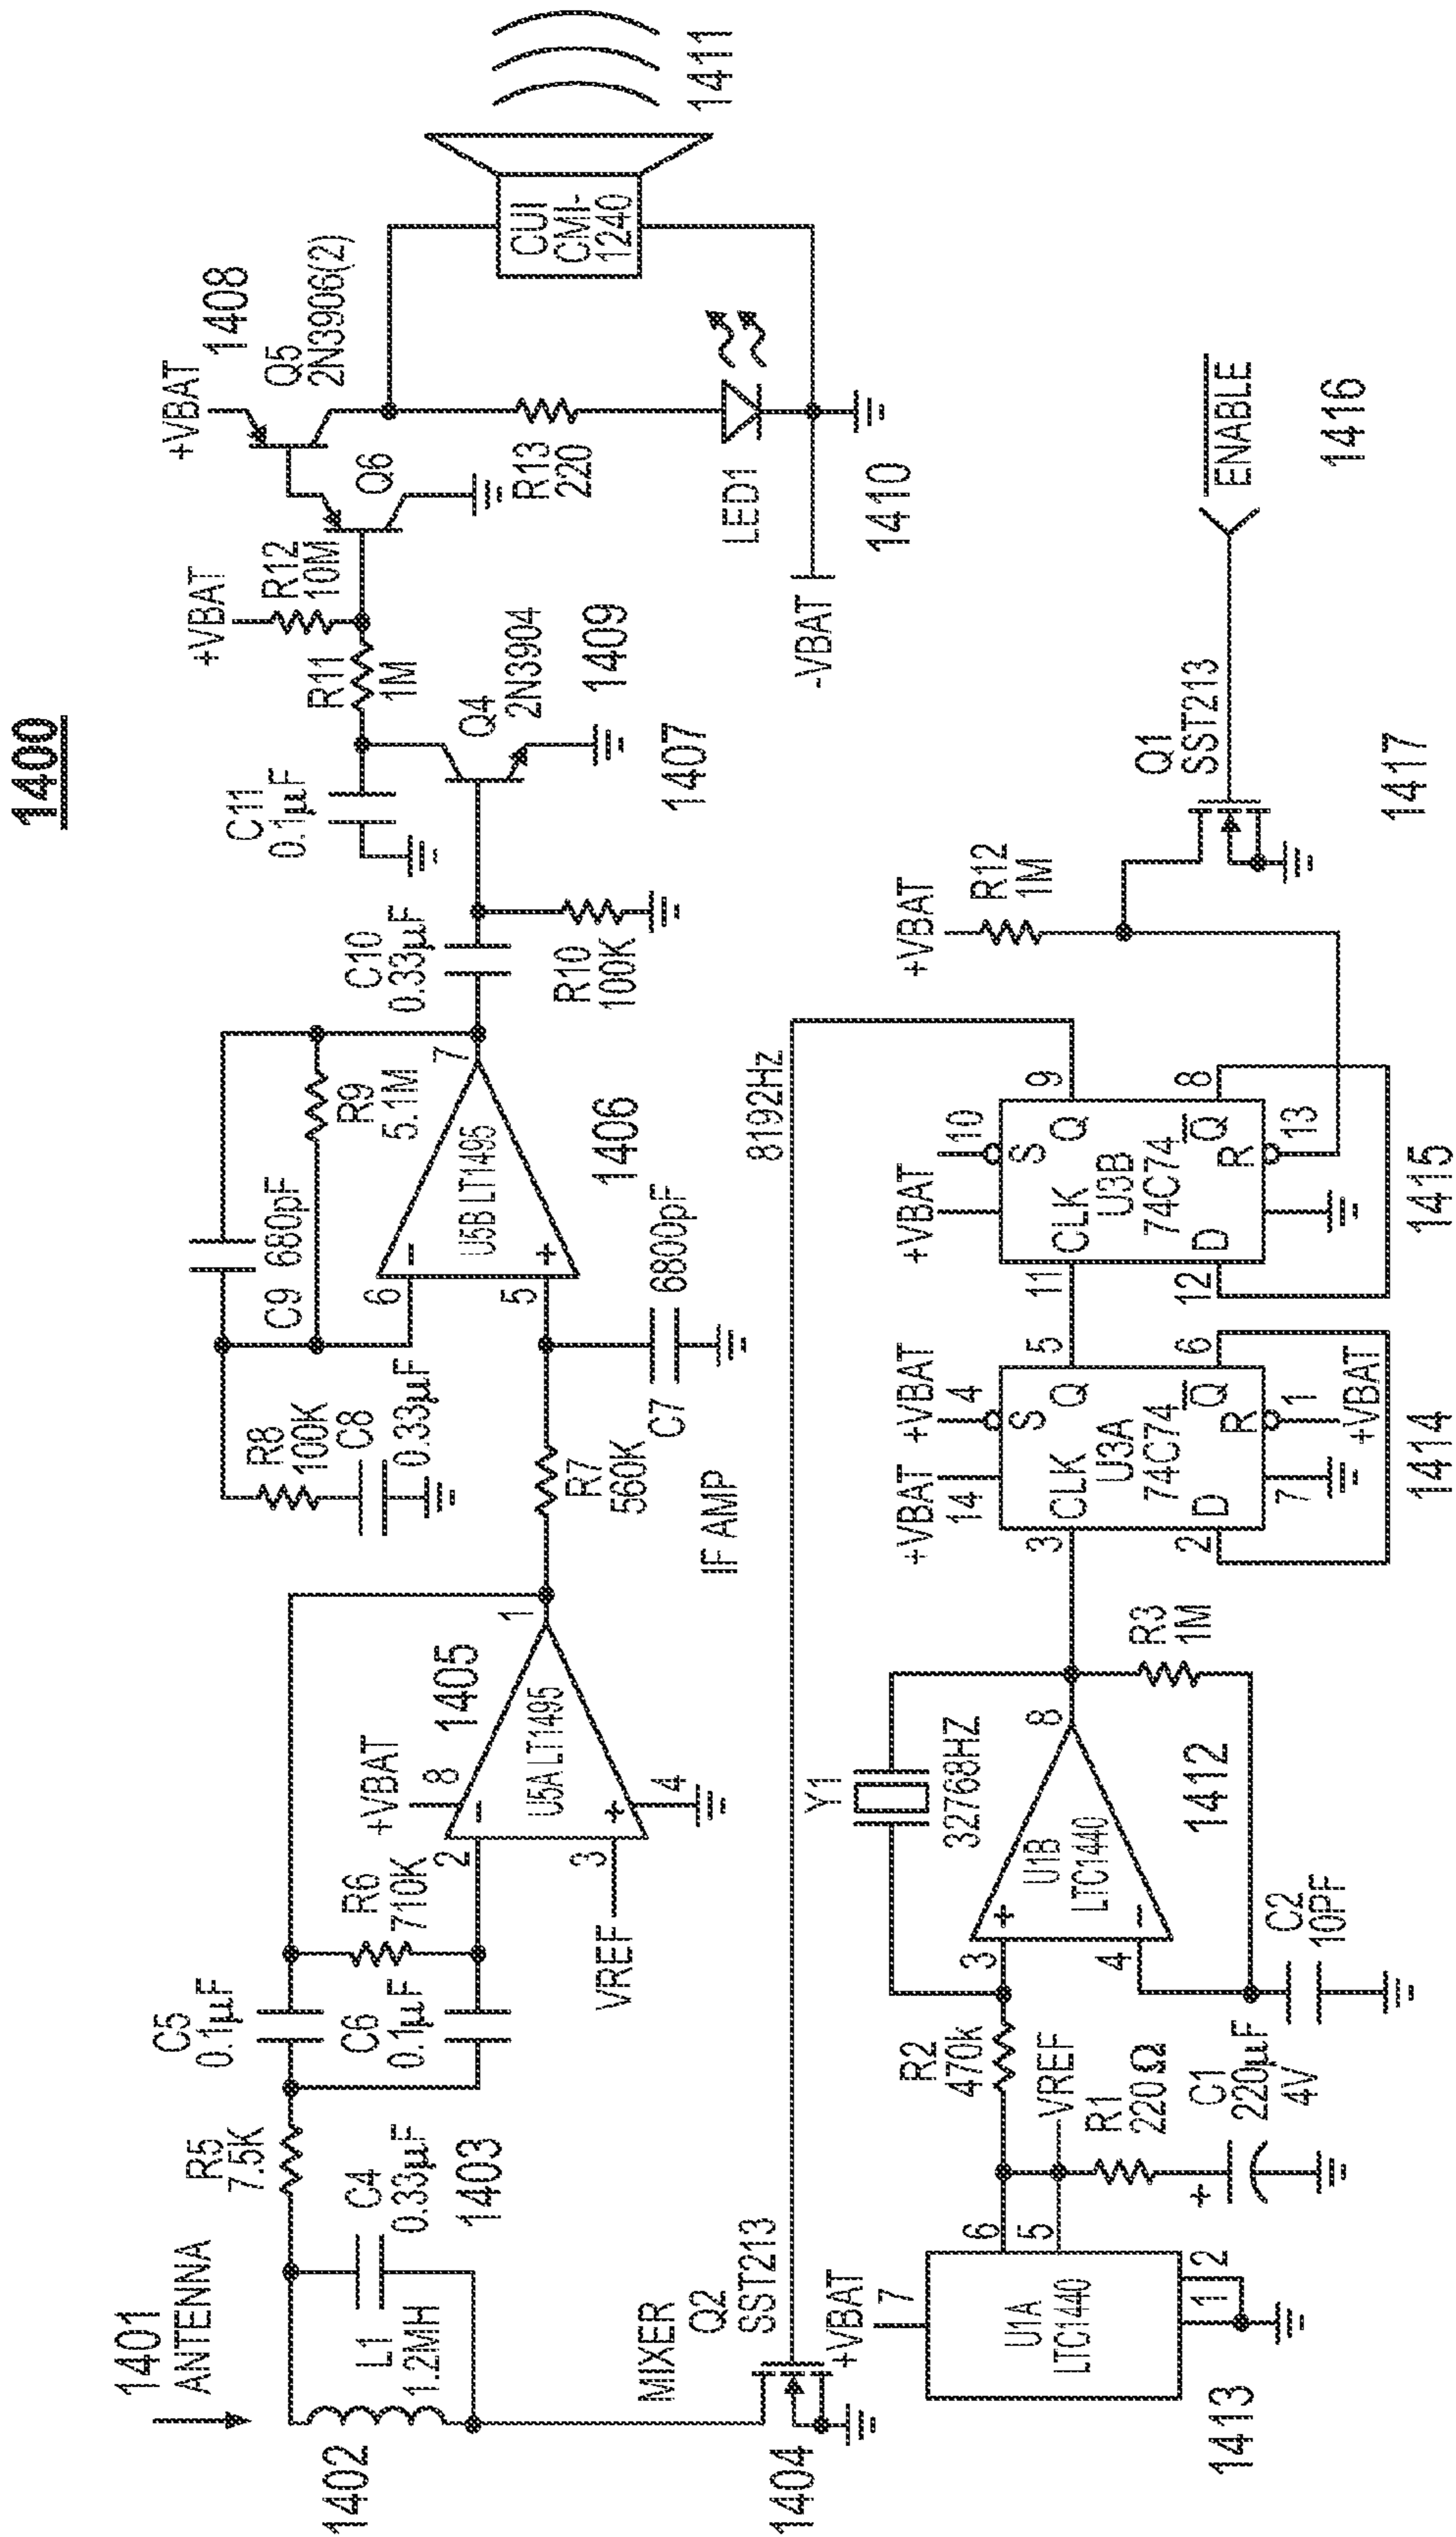 1400
1401
ANTENNA
1402
L1
1.2MH
C4
0.33µF
1403
R5
7.5K
C5
0.1µF
C6
0.1µF
R6
710K
+VBAT
8
1405
2
3
VREF
−
+
U5A LT1495
4
1
MIXER
Q2
SST213
1404
R7
560K
IF AMP
R8
100K
C8
0.33µF
C7
6800pF
C9
680pF
R9
5.1M
6
5
−
+
U5B LT1495
7
1406
C10
0.33µF
R10
100K
C11
0.1µF
Q4
2N3904
1409
1407
R11
1M
+VBAT
R12
10M
Q6
+VBAT
Q5
2N3906(2)
1408
R13
220
LED1
1410
-VBAT
CUI
CMI-
1240
1411
8192Hz
+VBAT
7
U1A
LTC1440
6
5
1
2
1413
R2
470k
VREF
R1
220Ω
+
C1
220µF
4V
C2
10PF
3
4
+
−
U1B
LTC1440
8
1412
Y1
32768HZ
R3
1M
+VBAT
14
+VBAT
4
3
CLK
S
Q
5
U3A
74C74
2
D
Q
6
R
7
1
+VBAT
1414
+VBAT
10
11
CLK
S
Q
9
U3B
74C74
12
D
Q
8
R
13
1415
+VBAT
R12
1M
Q1
SST213
1417
ENABLE
1416